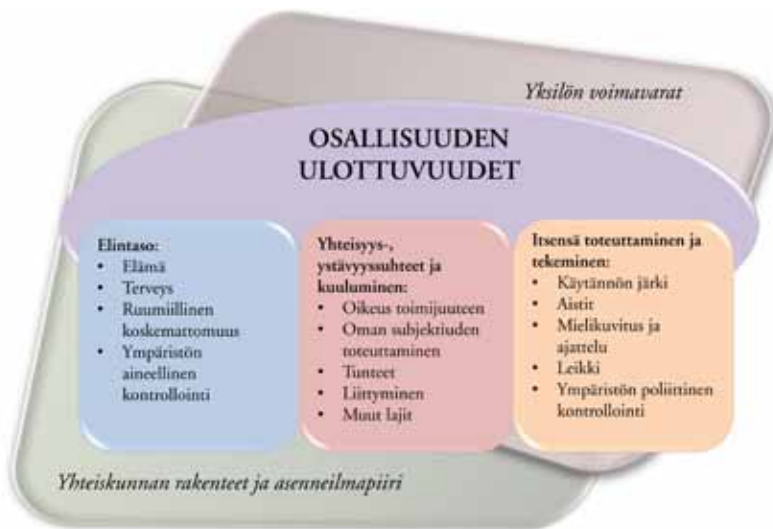 Yksilön voimavarat
OSALLISUUDEN
ULOTTUVUUDET
Elintaso:
• Elämä
• Terveys
• Ruumiillinen
koskemattomuus
• Ympäristön
aineellinen
kontrollointi
Yhteisyys-,
ystävyyssuhteet ja
kuuluminen:
• Oikeus toimijuuteen
• Oman subjektiuden
toteuttaminen
• Tunteet
• Liittyminen
• Muut lajit
Itsensä toteuttaminen ja
tekeminen:
• Käytännön järki
• Aistit
• Mielikuvitus ja
ajattelu
• Leikki
• Ympäristön poliittinen
kontrollointi
Yhteiskunnan rakenteet ja asenneilmapiiri